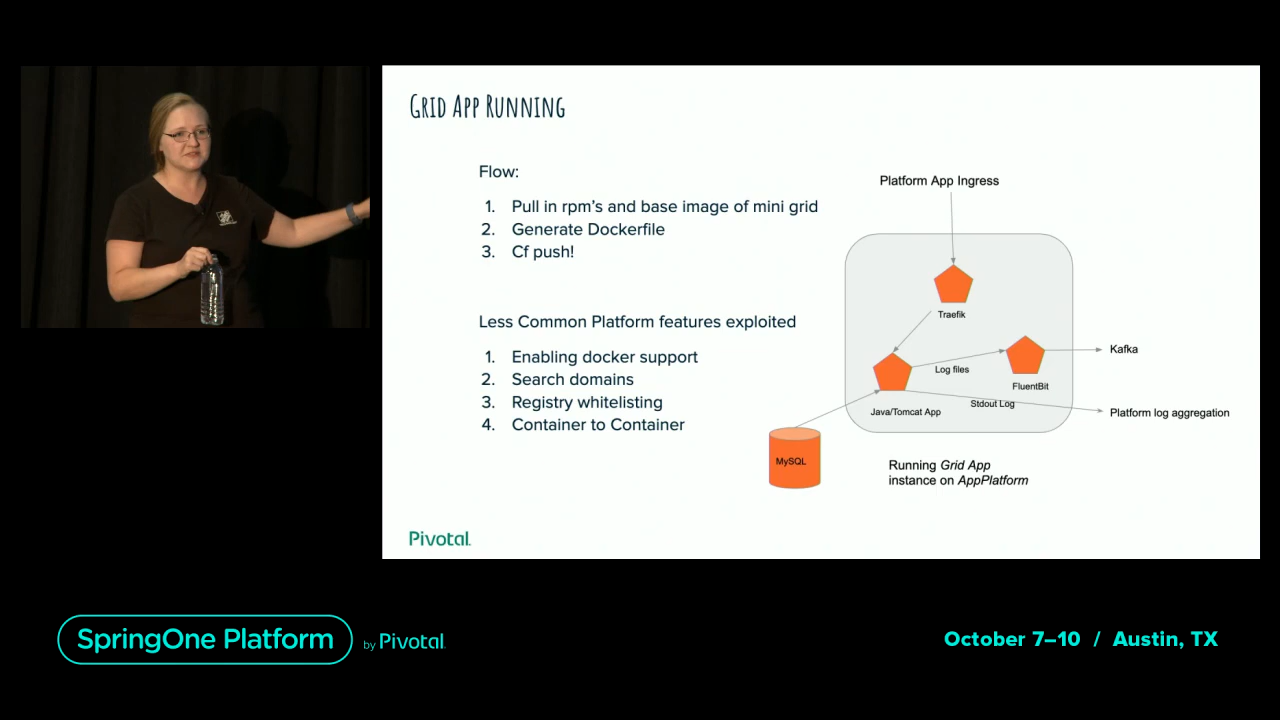 GRID APP RUNNING
Flow:
1. Pull in rpm's and base image of mini grid
2. Generate Dockerfile
3. Cf push!
Less Common Platform features exploited
1. Enabling docker support
2. Search domains
3. Registry whitelisting
4. Container to Container
Platform App Ingress
Traefik
Log files
FluentBit
Kafka
Java/Tomcat App
Stdout Log
Platform log aggregation
MySQL
Running Grid App
instance on AppPlatform
Pivotal
SpringOne Platform by Pivotal
October 7–10 / Austin, TX